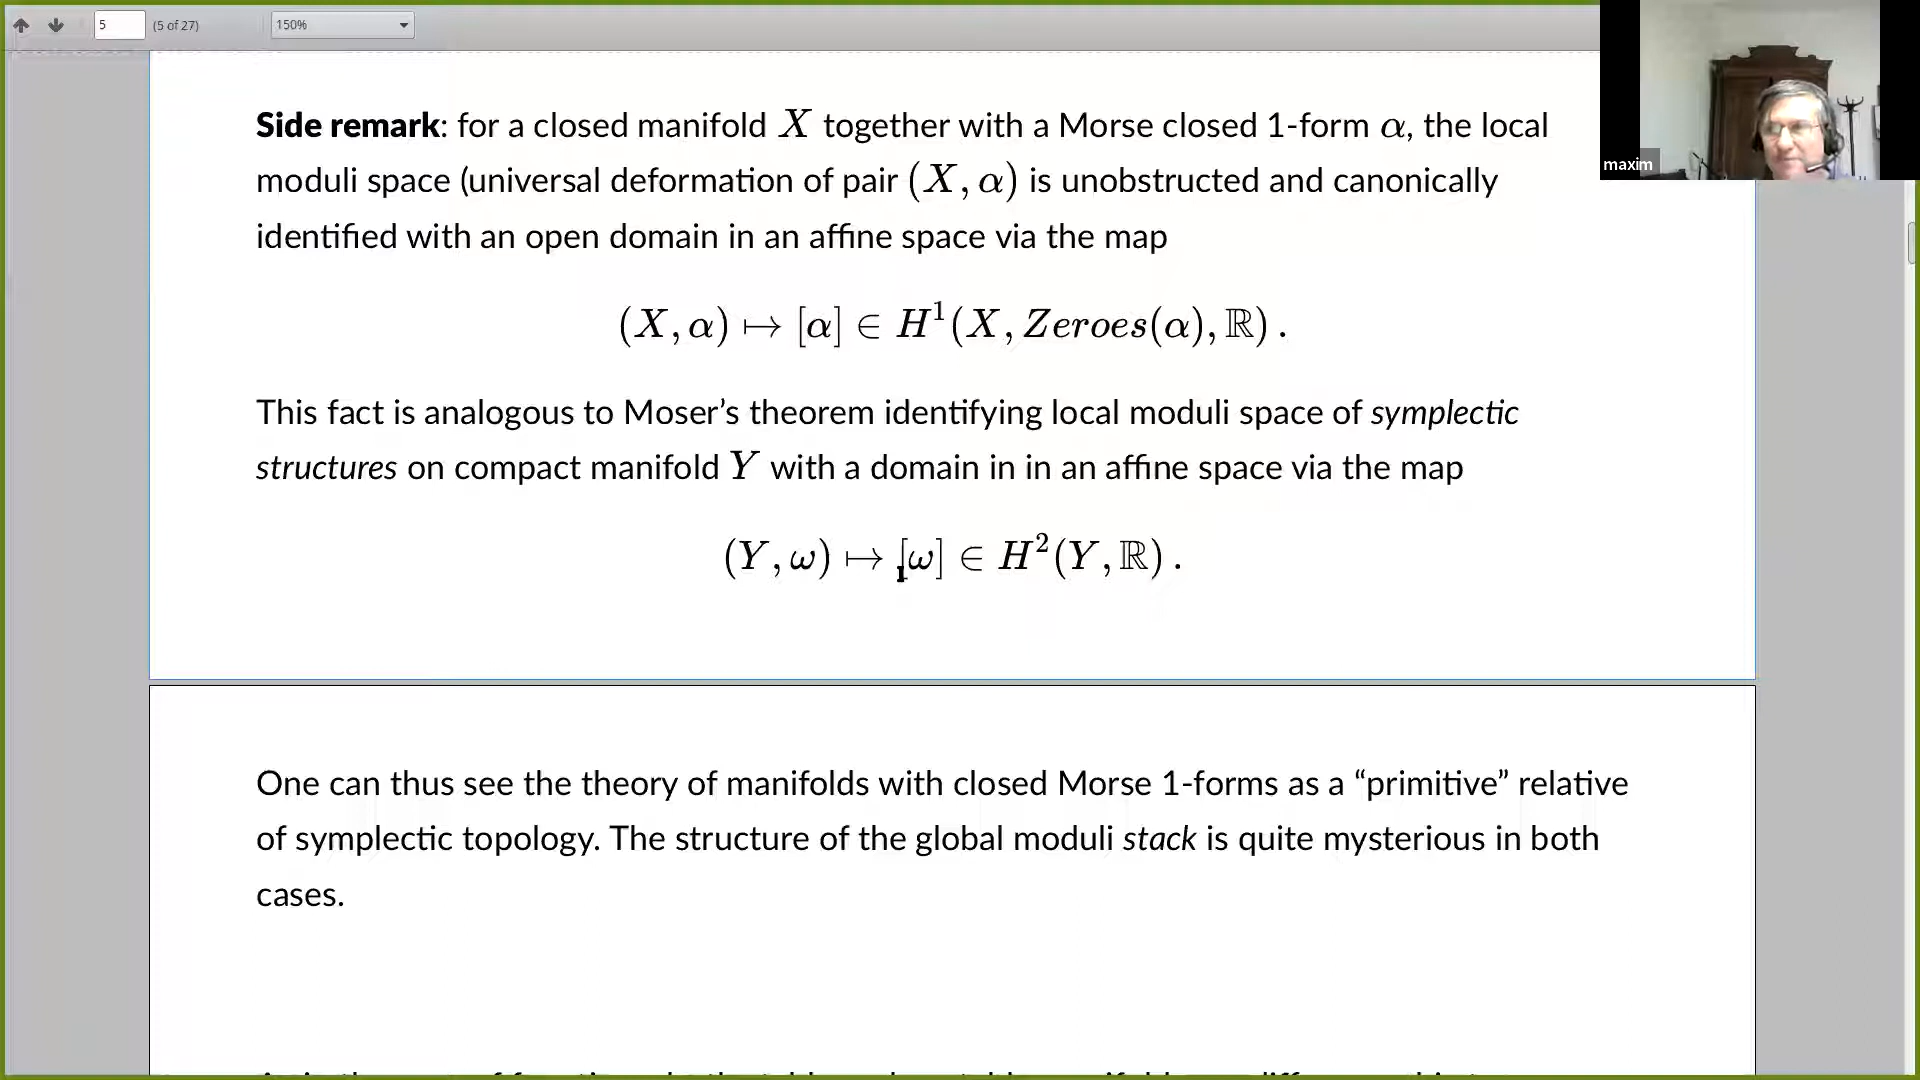 5 (5 of 27) 150%
maxim
Side remark: for a closed manifold X together with a Morse closed 1-form α, the local
moduli space (universal deformation of pair (X, α) is unobstructed and canonically
identified with an open domain in an affine space via the map
(X, α) ↦ [α] ∈ H¹(X, Zeroes(α), ℝ) .
This fact is analogous to Moser’s theorem identifying local moduli space of symplectic
structures on compact manifold Y with a domain in in an affine space via the map
(Y, ω) ↦ [ω] ∈ H²(Y, ℝ) .
One can thus see the theory of manifolds with closed Morse 1-forms as a “primitive” relative
of symplectic topology. The structure of the global moduli stack is quite mysterious in both
cases.